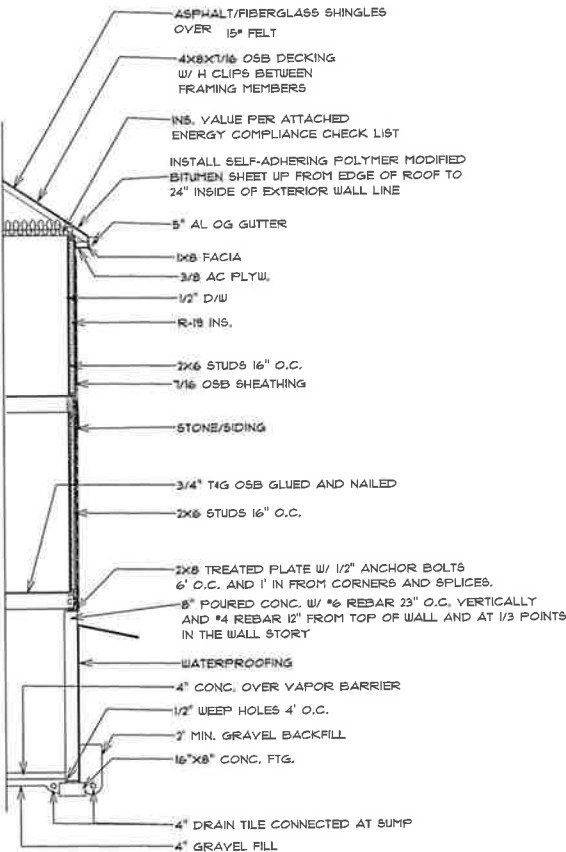 ASPHALT/FIBERGLASS SHINGLES
OVER 15# FELT
4X8X7/16 OSB DECKING
W/ H CLIPS BETWEEN
FRAMING MEMBERS
INS. VALUE PER ATTACHED
ENERGY COMPLIANCE CHECK LIST
INSTALL SELF-ADHERING POLYMER MODIFIED
BITUMEN SHEET UP FROM EDGE OF ROOF TO
24" INSIDE OF EXTERIOR WALL LINE
5" AL OG GUTTER
1X8 FACIA
3/8 AC PLYW.
1/2" D/W
R-19 INS.
2X6 STUDS 16" O.C.
7/16 OSB SHEATHING
STONE/SIDING
3/4" T&G OSB GLUED AND NAILED
2X6 STUDS 16" O.C.
2X8 TREATED PLATE W/ 1/2" ANCHOR BOLTS
6' O.C. AND 1' IN FROM CORNERS AND SPLICES.
8" POURED CONC. W/ #6 REBAR 23" O.C. VERTICALLY
AND #4 REBAR 12" FROM TOP OF WALL AND AT 1/3 POINTS
IN THE WALL STORY
WATERPROOFING
4" CONC. OVER VAPOR BARRIER
1/2" WEEP HOLES 4' O.C.
2' MIN. GRAVEL BACKFILL
16"X8" CONC. FTG.
4" DRAIN TILE CONNECTED AT SUMP
4" GRAVEL FILL